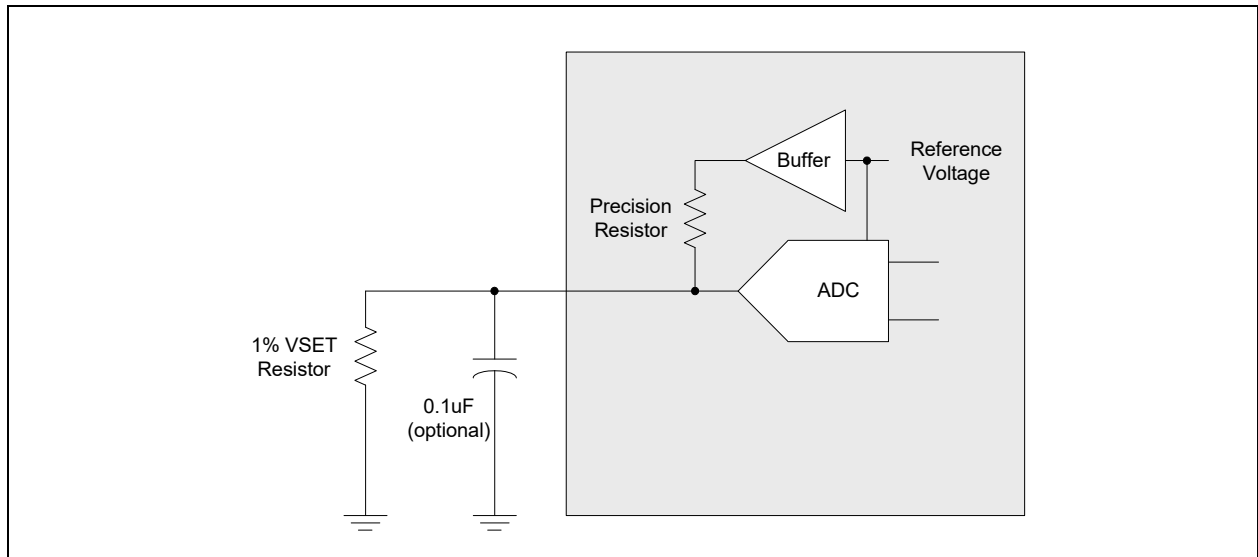 Buffer
Reference
Voltage
Precision
Resistor
ADC
1% VSET
Resistor
0.1uF
(optional)